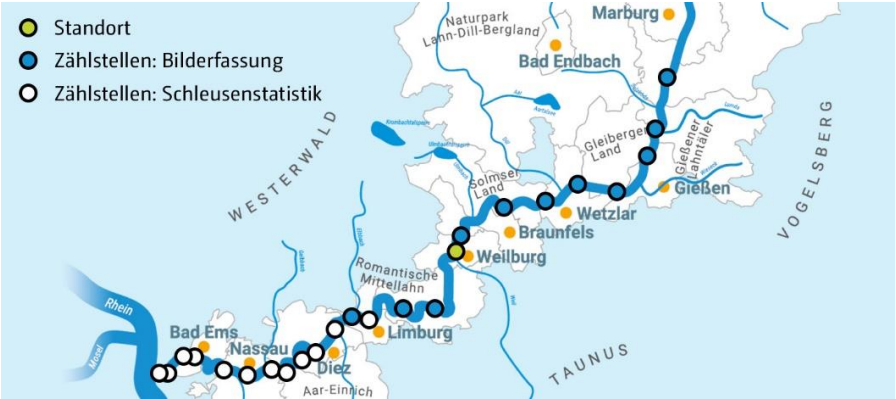 Standort
Zählstellen: Bilderfassung
Zählstellen: Schleusenstatistik
Naturpark
Lahn-Dill-Bergland
Marburg
Bad Endbach
WESTERWALD
VOGELSBERG
Gleiberger
Land
Gießener
Lahntäler
Solmser
Land
Gießen
Wetzlar
Braunfels
Weilburg
Romantische
Mittellahn
Rhein
Mosel
Bad Ems
Nassau
Limburg
Diez
Aar-Einrich
TAUNUS